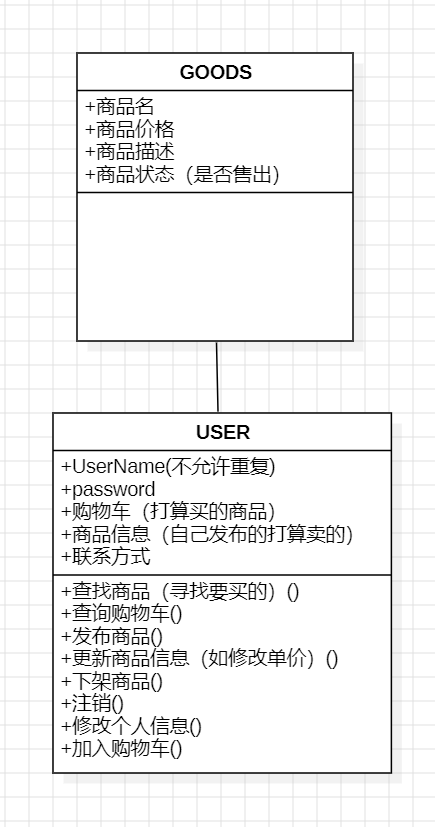 GOODS
+商品名
+商品价格
+商品描述
+商品状态（是否售出）
USER
+UserName(不允许重复)
+password
+购物车（打算买的商品）
+商品信息（自己发布的打算卖的）
+联系方式
+查找商品（寻找要买的）()
+查询购物车()
+发布商品()
+更新商品信息（如修改单价）()
+下架商品()
+注销()
+修改个人信息()
+加入购物车()